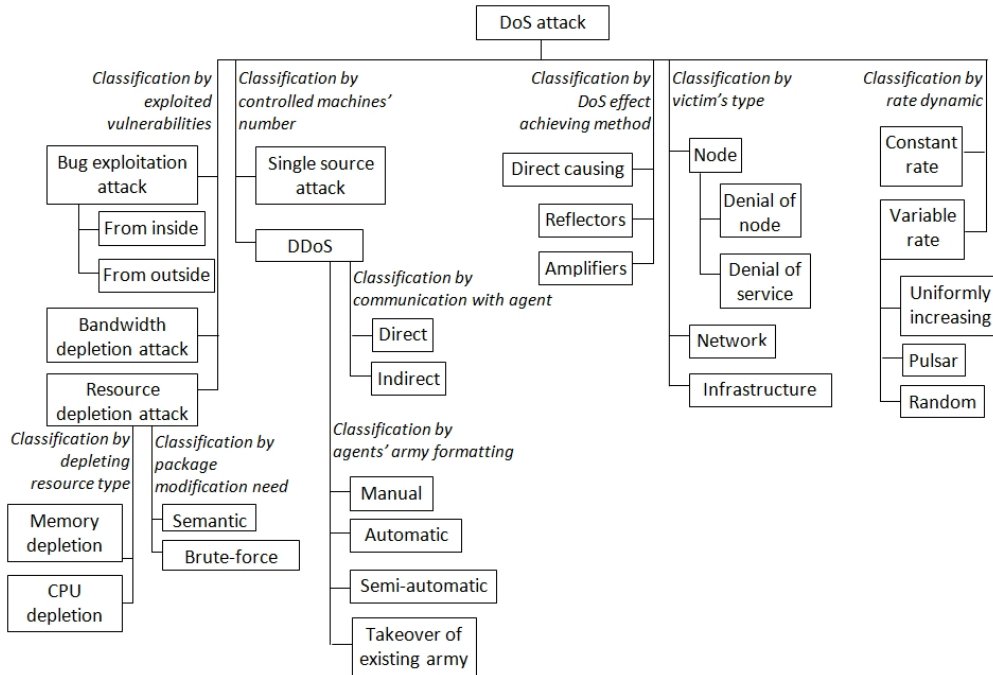 DoS attack
Classification by
exploited
vulnerabilities
Bug exploitation
attack
From inside
From outside
Bandwidth
depletion attack
Resource
depletion attack
Classification by
depleting
resource type
Memory
depletion
CPU
depletion
Classification by
package
modification need
Semantic
Brute-force
Classification by
controlled machines’
number
Single source
attack
DDoS
Classification by
communication with agent
Direct
Indirect
Classification by
agents’ army formatting
Manual
Automatic
Semi-automatic
Takeover of
existing army
Classification by
DoS effect
achieving method
Direct causing
Reflectors
Amplifiers
Classification by
victim’s type
Node
Denial of
node
Denial of
service
Network
Infrastructure
Classification by
rate dynamic
Constant
rate
Variable
rate
Uniformly
increasing
Pulsar
Random